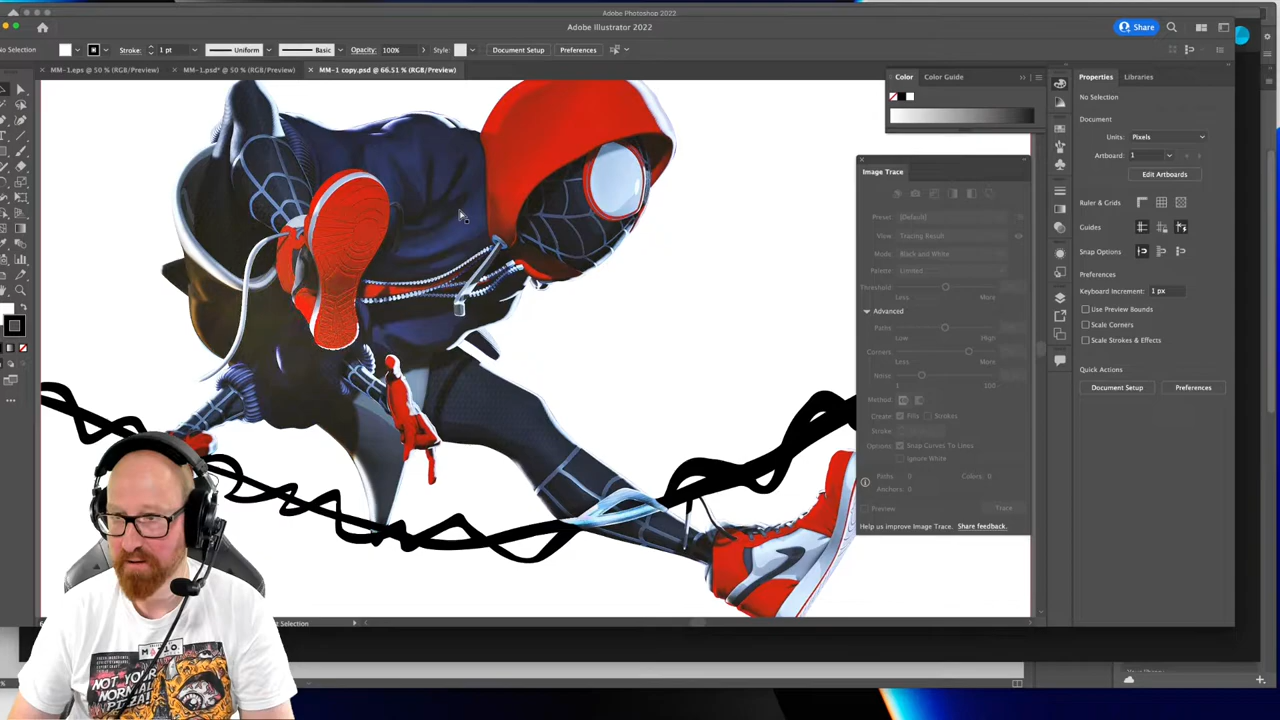 Adobe Photoshop 2022
Adobe Illustrator 2022
Share
No Selection
Stroke:
1 pt
Uniform
Basic
Opacity:
100%
Style:
Document Setup
Preferences
MM-1.eps @ 50 % (RGB/Preview)
MM-1.psd* @ 50 % (RGB/Preview)
MM-1 copy.psd @ 66.51 % (RGB/Preview)
Color
Color Guide
Properties
Libraries
No Selection
Document
Units:
Pixels
Artboard:
1
Edit Artboards
Ruler & Grids
Guides
Snap Options
Preferences
Keyboard Increment:
1 px
Use Preview Bounds
Scale Corners
Scale Strokes & Effects
Quick Actions
Document Setup
Preferences
Image Trace
Preset:
[Default]
View:
Tracing Result
Mode:
Black and White
Palette:
Limited
Threshold:
Less
More
Advanced
Paths:
Low
High
Corners:
Less
More
Noise:
1
100
Method:
Create:
Fills
Strokes
Stroke:
Options:
Snap Curves To Lines
Ignore White
Paths:
0
Colors:
0
Anchors:
0
Preview
Trace
Help us improve Image Trace.
Share feedback.
Selection
NOT YOUR
NORMAL